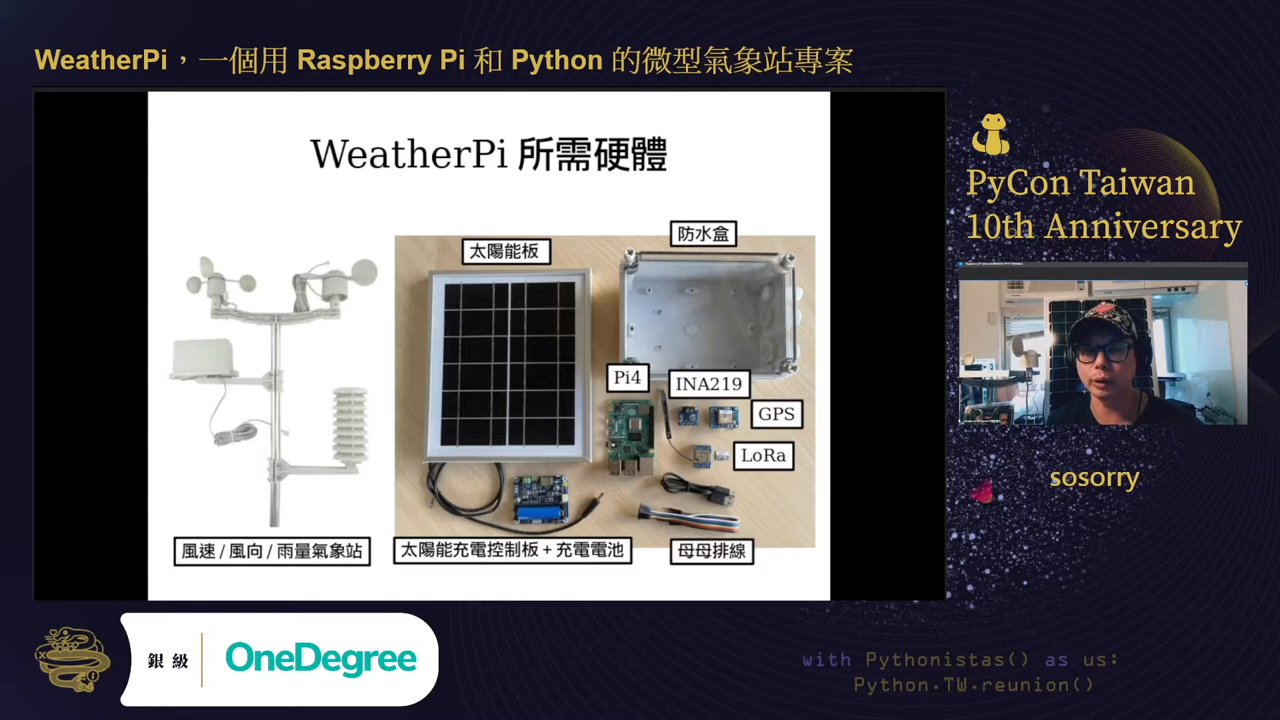 WeatherPi，一個用 Raspberry Pi 和 Python 的微型氣象站專案
WeatherPi 所需硬體
太陽能板
防水盒
Pi4
INA219
GPS
LoRa
風速 / 風向 / 雨量氣象站
太陽能充電控制板 + 充電電池
母母排線
PyCon Taiwan
10th Anniversary
sosorry
銀級
OneDegree
with Pythonistas() as us:
Python.TW.reunion()